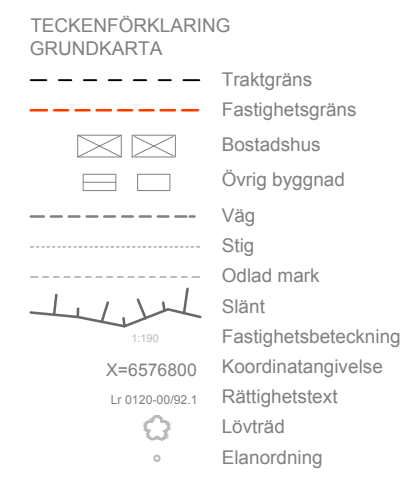 TECKENFÖRKLARING
GRUNDKARTA
Traktgräns
Fastighetsgräns
Bostadshus
Övrig byggnad
Väg
Stig
Odlad mark
Slänt
1:190 Fastighetsbeteckning
X=6576800 Koordinatangivelse
Lr 0120-00/92.1 Rättighetstext
Lövträd
Elanordning